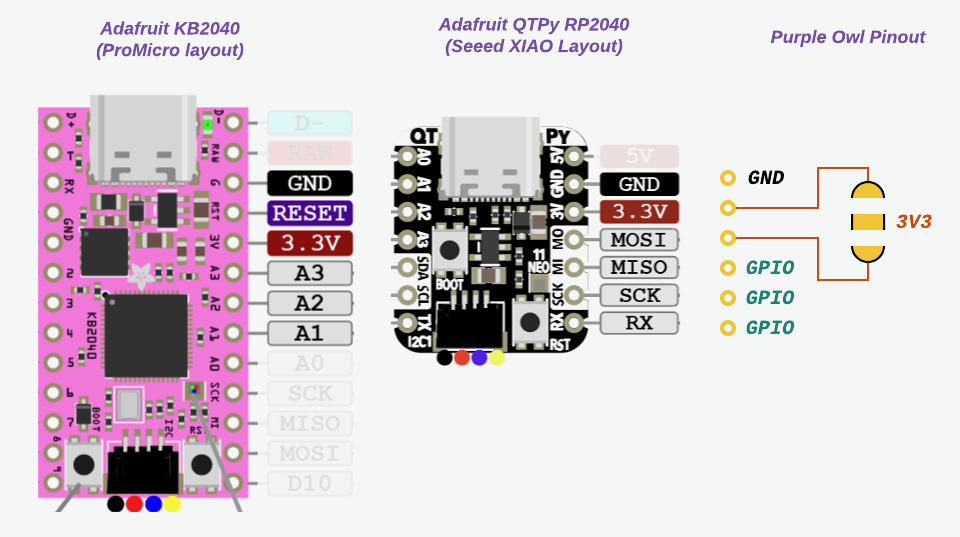 Adafruit KB2040
(ProMicro layout)
Adafruit QTPy RP2040
(Seeed XIAO Layout)
Purple Owl Pinout
D+
T
RX
GND
2
3
4
5
6
7
8
9
KB2040
BOOT
I2C
D-
RAW
G
RST
3V
A3
A2
A1
A0
SCK
MI
D-
RAW
GND
RESET
3.3V
A3
A2
A1
A0
SCK
MISO
MOSI
D10
QT
PY
A0
A1
A2
A3
SDA
SCL
TX
BOOT
I2C1
11
NEO
5V
GND
3V
MO
MI
SCK
RX
RST
5V
GND
3.3V
MOSI
MISO
SCK
RX
GND
3V3
GPIO
GPIO
GPIO